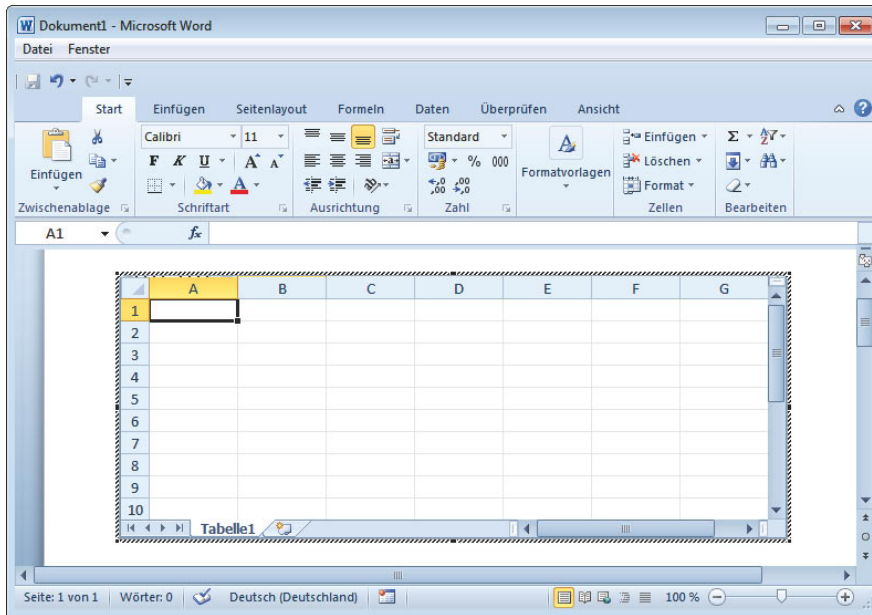 W Dokument1 - Microsoft Word
Datei Fenster
Start Einfügen Seitenlayout Formeln Daten Überprüfen Ansicht
Einfügen
Zwischenablage
Calibri 11
F K U A A
A
Schriftart
Ausrichtung
Standard
% 000
,00 ,00
Zahl
A
Formatvorlagen
Einfügen
Löschen
Format
Zellen
Σ
Bearbeiten
A1 fx
A B C D E F G
1
2
3
4
5
6
7
8
9
10
Tabelle1
Seite: 1 von 1 Wörter: 0 Deutsch (Deutschland) 100 %